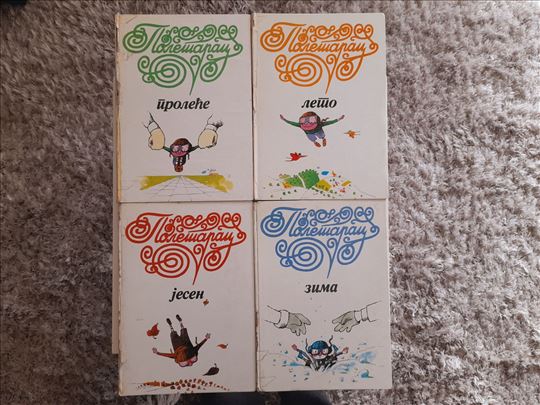 Полетарац
пролеће
Полетарац
лето
Полетарац
јесен
Полетарац
зима